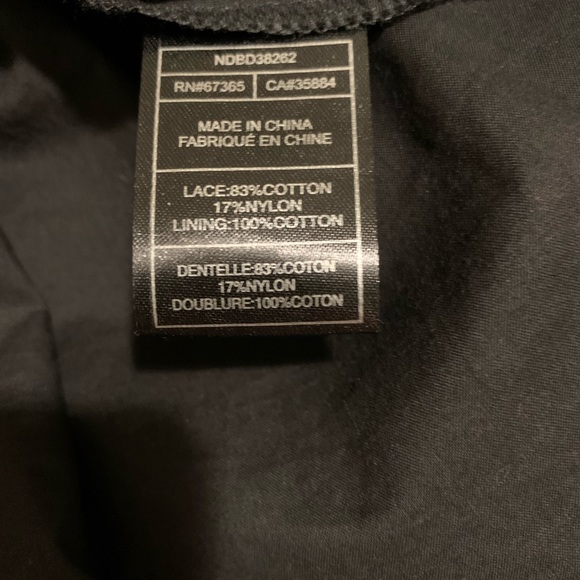 NDBD38262
RN#67365 CA#35884
MADE IN CHINA
FABRIQUÉ EN CHINE
LACE:83%COTTON
17%NYLON
LINING:100%COTTON
DENTELLE:83%COTON
17%NYLON
DOUBLURE:100%COTON